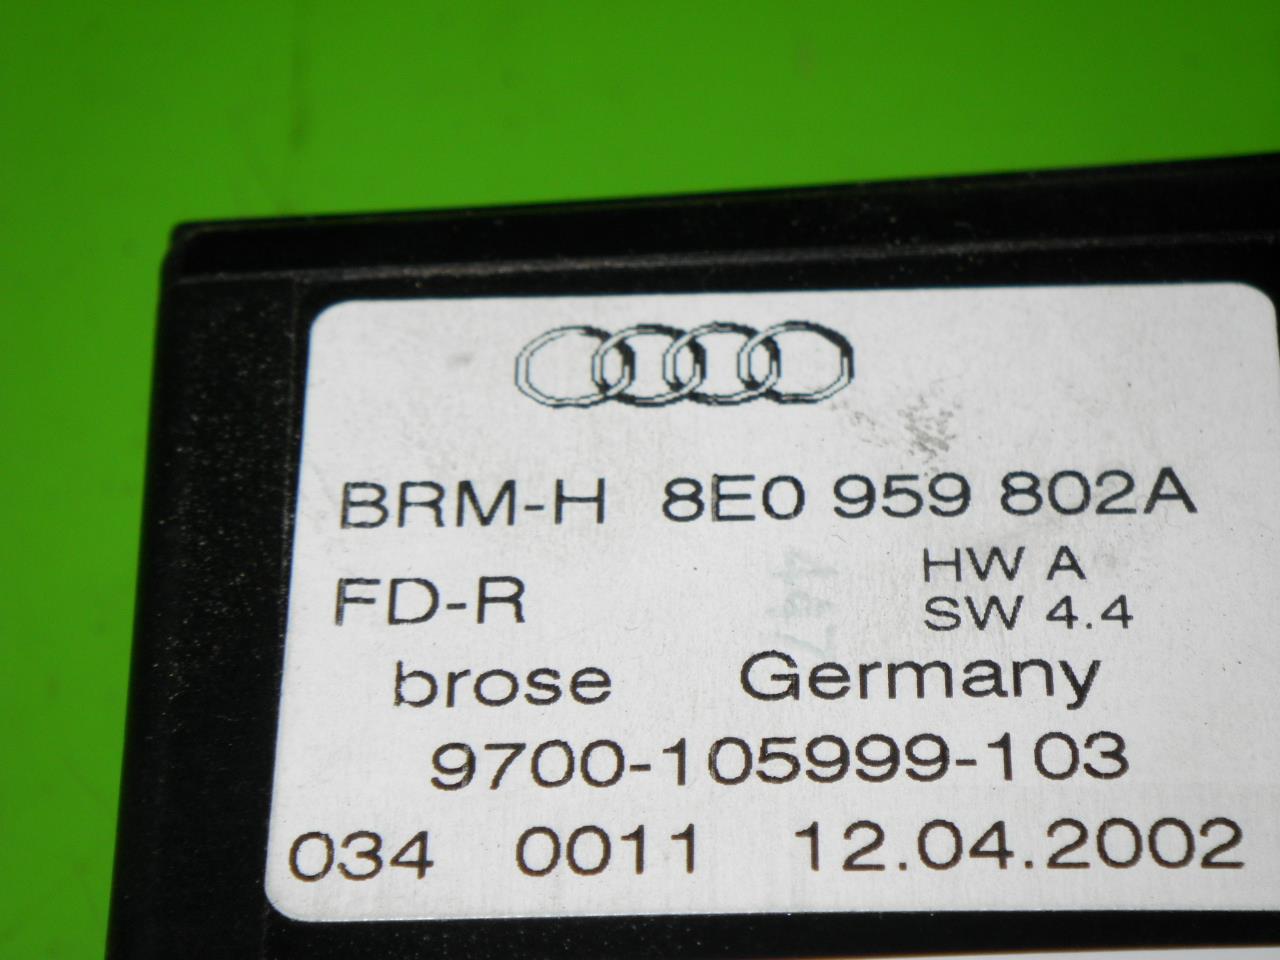 BRM-H 8E0 959 802A
HW A
FD-R
SW 4.4
brose Germany
9700-105999-103
034 0011 12.04.2002